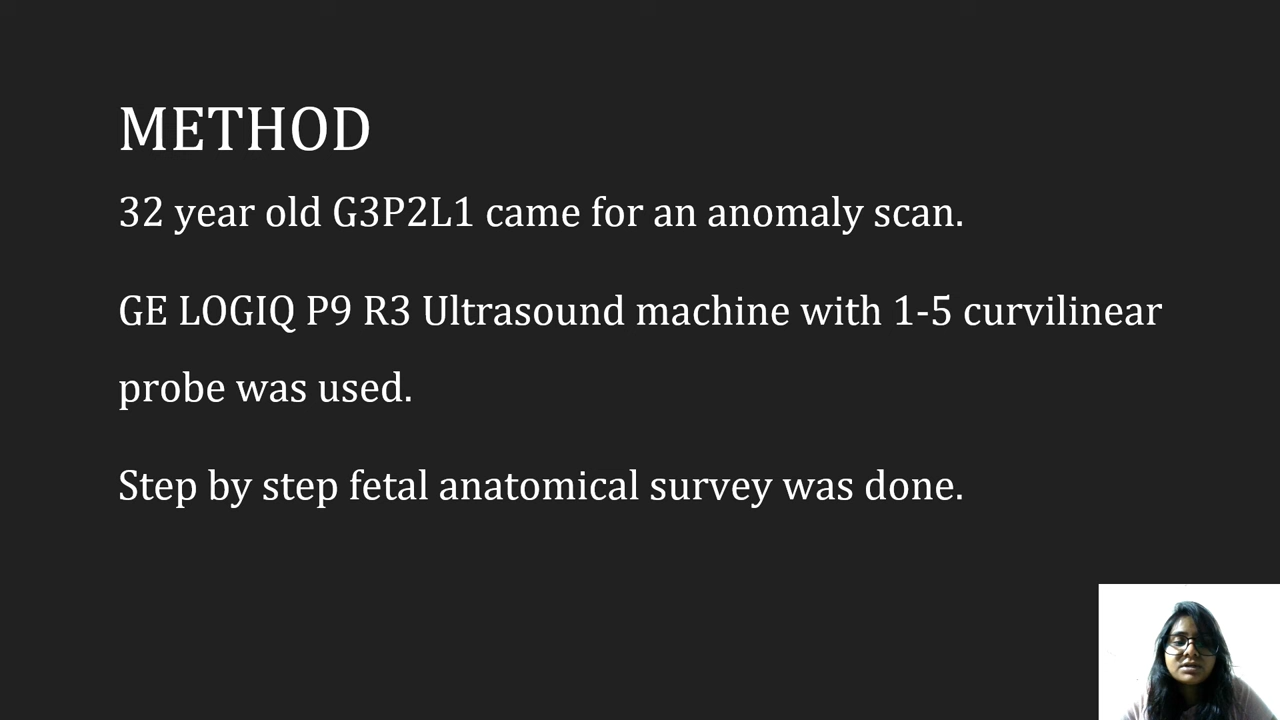 METHOD
32 year old G3P2L1 came for an anomaly scan.
GE LOGIQ P9 R3 Ultrasound machine with 1-5 curvilinear
probe was used.
Step by step fetal anatomical survey was done.